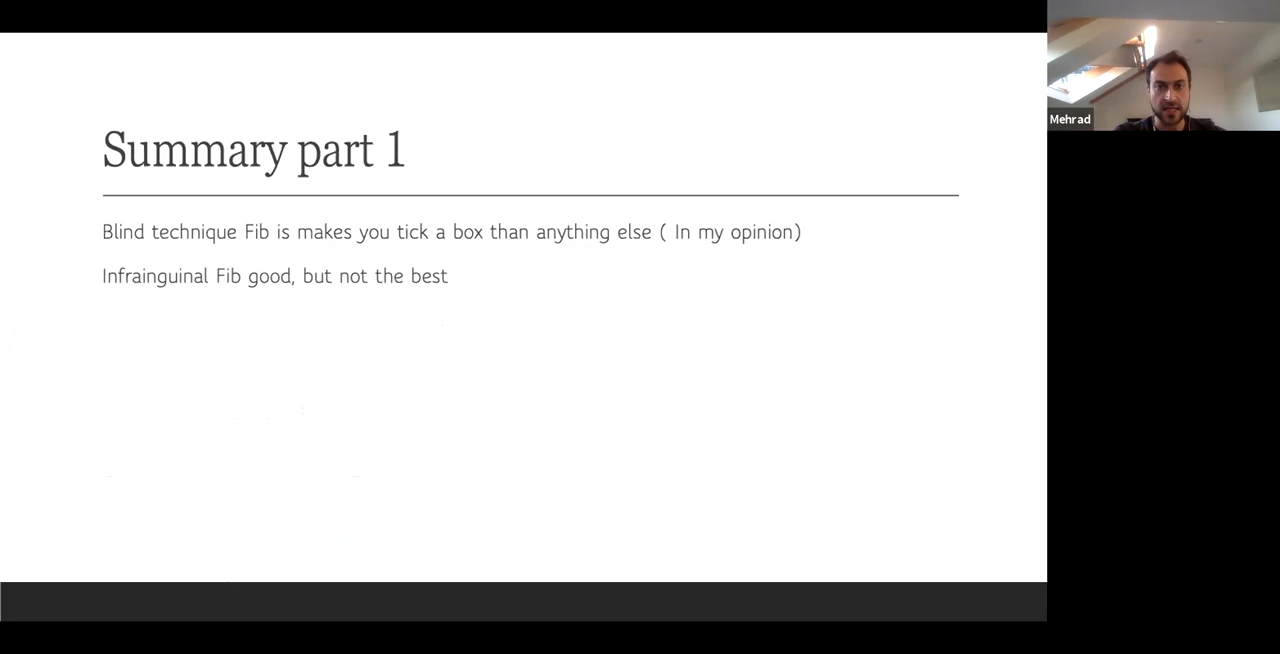 Summary part 1
Blind technique Fib is makes you tick a box than anything else ( In my opinion)
Infrainguinal Fib good, but not the best
Mehrad